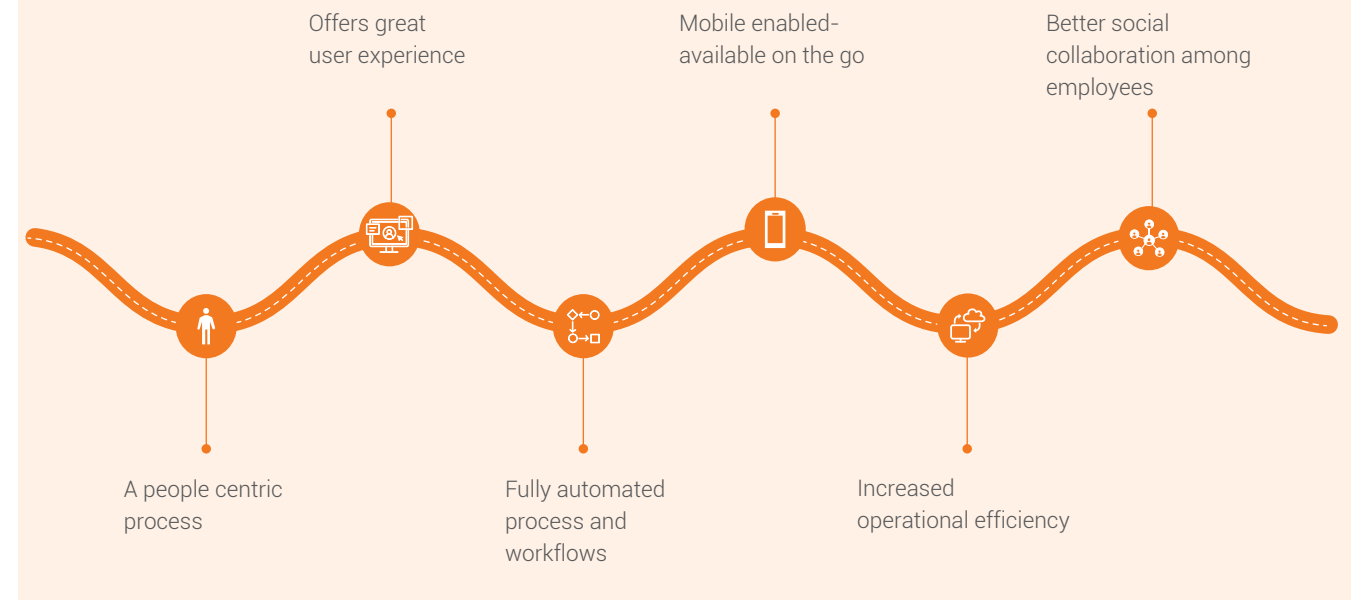 Offers great
user experience
Mobile enabled-
available on the go
Better social
collaboration among
employees
A people centric
process
Fully automated
process and
workflows
Increased
operational efficiency